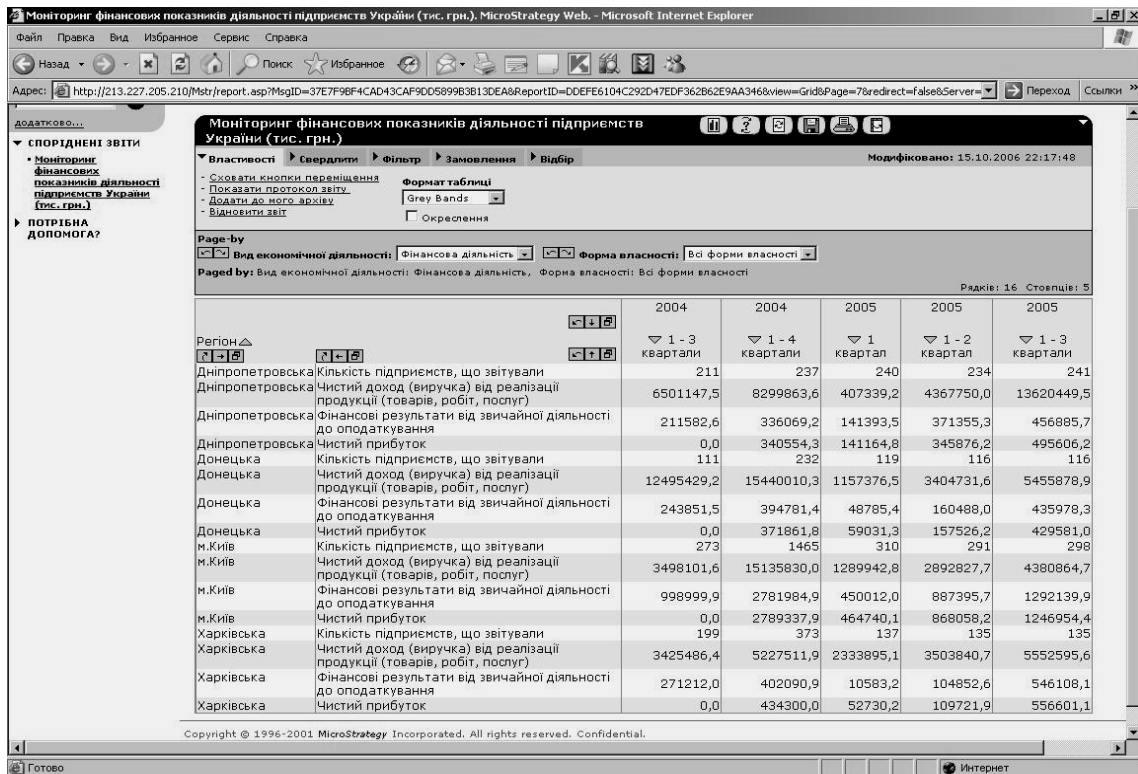 Моніторинг фінансових показників діяльності підприємств України (тис. грн.). MicroStrategy Web. - Microsoft Internet Explorer
Файл Правка Вид Избранное Сервис Справка
Назад Поиск Избранное
Адрес: http://213.227.205.210/Mstr/report.asp?MsgID=37E7F9BF4CAD43CAF9DD5899B3B13DEA&ReportID=DDEFE6104C292D47EDF362B62E9AA346&view=Grid&Page=7&redirect=false&Server= Переход Ссылки »
додатково...
СПОРІДНЕНІ ЗВІТИ
• Моніторинг
фінансових
показників діяльності
підприємств України
(тис. грн.)
ПОТРІБНА
ДОПОМОГА?
Моніторинг фінансових показників діяльності підприємств
України (тис. грн.)
Властивості Свердлити Фільтр Замовлення Відбір Модифіковано: 15.10.2006 22:17:48
- Сховати кнопки переміщення
- Показати протокол звіту
- Додати до мого архіву
- Відновити звіт
Формат таблиці
Grey Bands
Окреслення
Page-by
Вид економічної діяльності: Фінансова діяльність Форма власності: Всі форми власності
Paged by: Вид економічної діяльності: Фінансова діяльність, Форма власності: Всі форми власності
Рядків: 16 Стовпців: 5
2004 2004 2005 2005 2005
Регіон 1 - 3 1 - 4 1 1 - 2 1 - 3
квартали квартали квартал квартали квартали
Дніпропетровська Кількість підприємств, що звітували 211 237 240 234 241
Дніпропетровська Чистий доход (виручка) від реалізації
продукції (товарів, робіт, послуг) 6501147,5 8299863,6 407339,2 4367750,0 13620449,5
Дніпропетровська Фінансові результати від звичайної діяльності
до оподаткування 211582,6 336069,2 141393,5 371355,3 456885,7
Дніпропетровська Чистий прибуток 0,0 340554,3 141164,8 345876,2 495606,2
Донецька Кількість підприємств, що звітували 111 232 119 116 116
Донецька Чистий доход (виручка) від реалізації
продукції (товарів, робіт, послуг) 12495429,2 15440010,3 1157376,5 3404731,6 5455878,9
Донецька Фінансові результати від звичайної діяльності
до оподаткування 243851,5 394781,4 48785,4 160488,0 435978,3
Донецька Чистий прибуток 0,0 371861,8 59031,3 157526,2 429581,0
м.Київ Кількість підприємств, що звітували 273 1465 310 291 298
м.Київ Чистий доход (виручка) від реалізації
продукції (товарів, робіт, послуг) 3498101,6 15135830,0 1289942,8 2892827,7 4380864,7
м.Київ Фінансові результати від звичайної діяльності
до оподаткування 998999,9 2781984,9 450012,0 887395,7 1292139,9
м.Київ Чистий прибуток 0,0 2789337,9 464740,1 868058,2 1246954,4
Харківська Кількість підприємств, що звітували 199 373 137 135 135
Харківська Чистий доход (виручка) від реалізації
продукції (товарів, робіт, послуг) 3425486,4 5227511,9 2333895,1 3503840,7 5552595,6
Харківська Фінансові результати від звичайної діяльності
до оподаткування 271212,0 402090,9 10583,2 104852,6 546108,1
Харківська Чистий прибуток 0,0 434300,0 52730,2 109721,9 556601,1
Copyright © 1996-2001 MicroStrategy Incorporated. All rights reserved. Confidential.
Готово Интернет